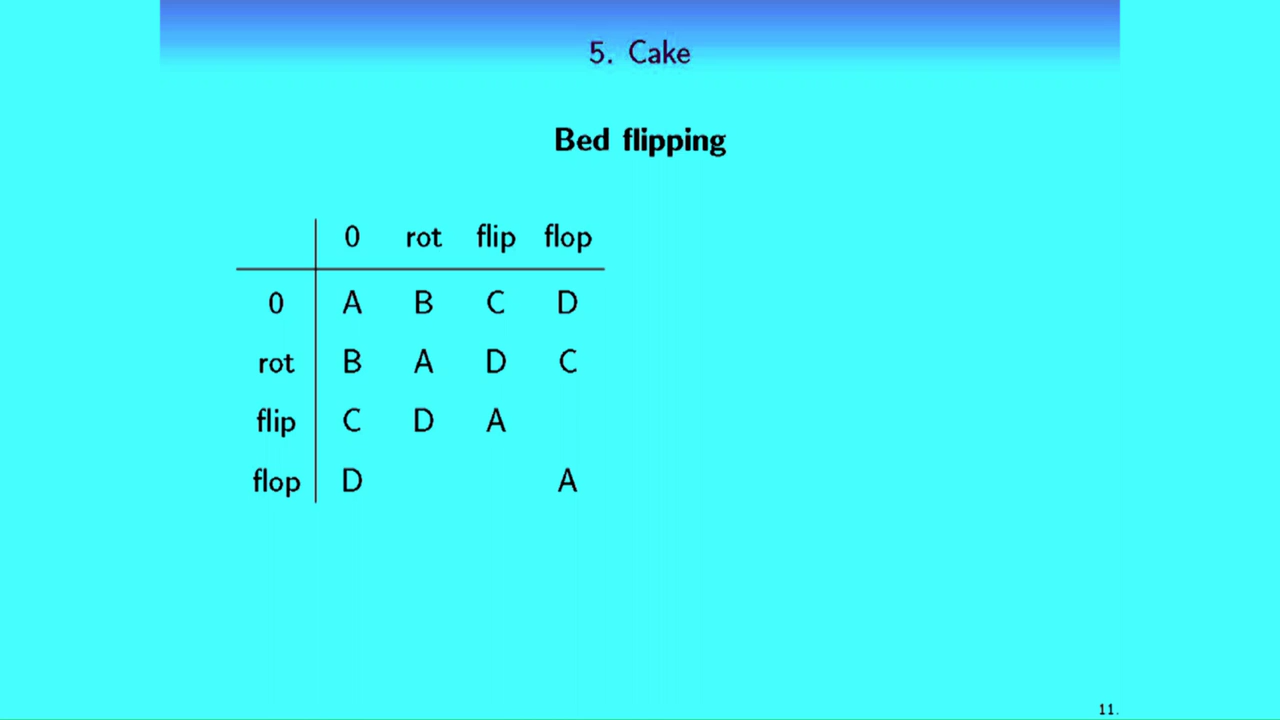 5. Cake
Bed flipping
0 rot flip flop
0 A B C D
rot B A D C
flip C D A
flop D A
11.